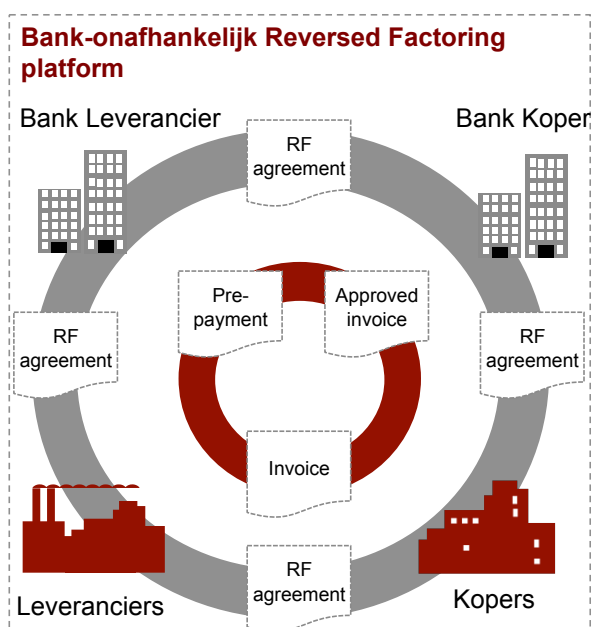 Bank-onafhankelijk Reversed Factoring
platform
Bank Leverancier
Bank Koper
RF
agreement
Pre-
payment
Approved
invoice
RF
agreement
RF
agreement
Invoice
RF
agreement
Leveranciers
Kopers